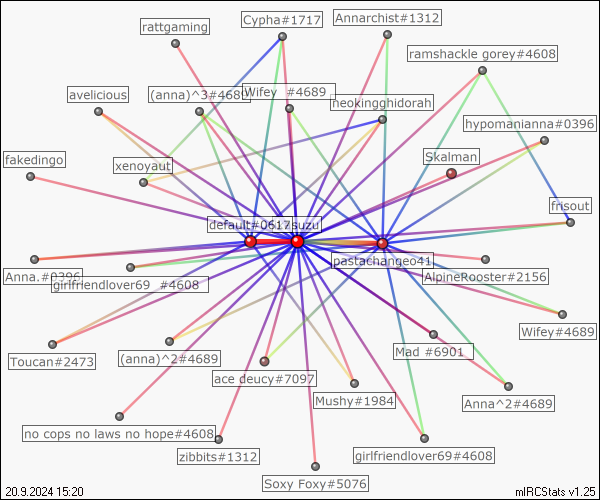 Cypha#1717
Annarchist#1312
rattgaming
ramshackle gorey#4608
avelicious
(anna)^3#4689
Wifey #4689
neokingghidorah
hypomanianna#0396
fakedingo
xenoyaut
Skalman
frisout
default#0617
suzu
pastachangeo41
Anna.#0396
girlfriendlover69 #4608
AlpineRooster#2156
Wifey#4689
Toucan#2473
(anna)^2#4689
Mad #6901
ace deucy#7097
Mushy#1984
Anna^2#4689
no cops no laws no hope#4608
zibbits#1312
girlfriendlover69#4608
Soxy Foxy#5076
20.9.2024 15:20
mIRCStats v1.25